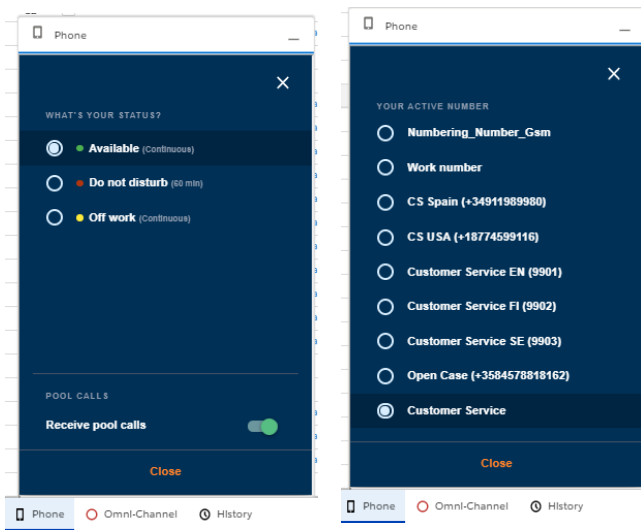 Phone
WHAT'S YOUR STATUS?
Available (Continuous)
Do not disturb (60 min)
Off work (Continuous)
POOL CALLS
Receive pool calls
Close
Phone Omni-Channel History
Phone
YOUR ACTIVE NUMBER
Numbering_Number_Gsm
Work number
CS Spain (+34911989980)
CS USA (+18774599116)
Customer Service EN (9901)
Customer Service FI (9902)
Customer Service SE (9903)
Open Case (+3584578818162)
Customer Service
Close
Phone Omni-Channel History